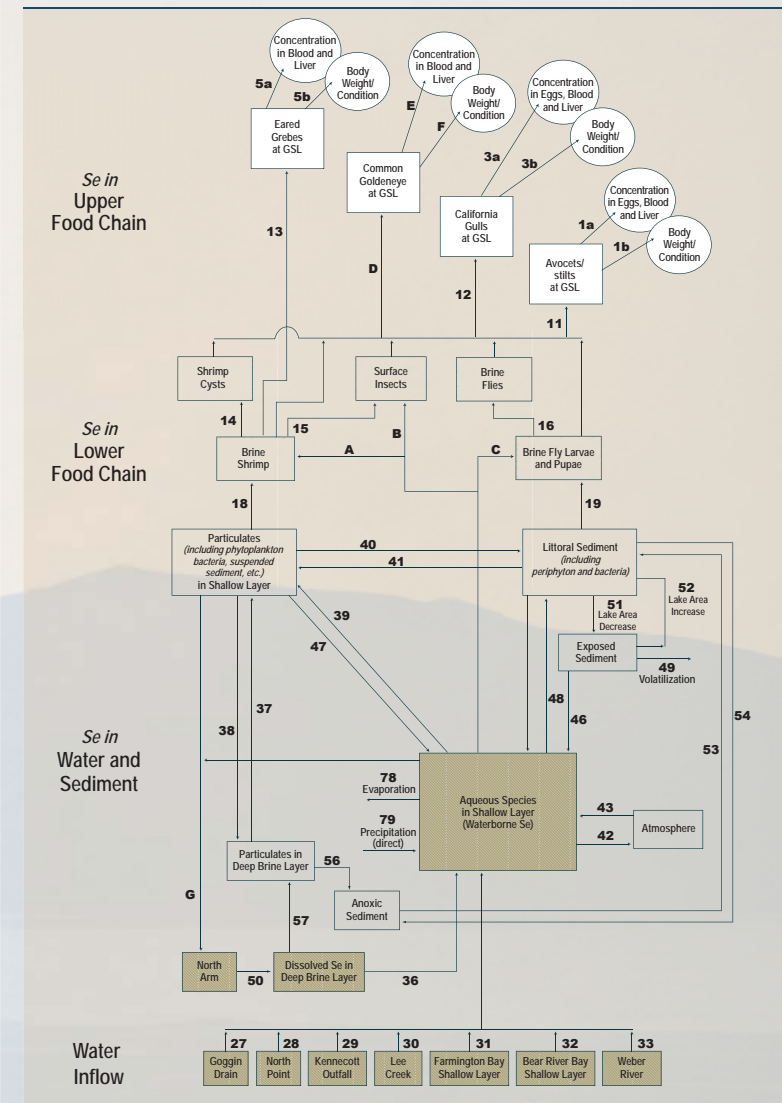 Concentration
in Blood and
Liver
5a
5b
Body
Weight/
Condition
Eared
Grebes
at GSL
Concentration
in Blood and
Liver
E
F
Body
Weight/
Condition
Common
Goldeneye
at GSL
Concentration
in Eggs, Blood
and Liver
3a
3b
Body
Weight/
Condition
California
Gulls
at GSL
Concentration
in Eggs, Blood
and Liver
1a
1b
Body
Weight/
Condition
Avocets/
stilts
at GSL
Se in
Upper
Food Chain
13
D
12
11
Shrimp
Cysts
Surface
Insects
Brine
Flies
14
15
B
16
Se in
Lower
Food Chain
Brine
Shrimp
A
C
Brine Fly Larvae
and Pupae
18
19
Particulates
(including phytoplankton
bacteria, suspended
sediment, etc.)
in Shallow Layer
40
41
Littoral Sediment
(including
periphyton and bacteria)
39
47
51
Lake Area
Decrease
52
Lake Area
Increase
Exposed
Sediment
49
Volatilization
37
38
48
46
54
53
Se in
Water and
Sediment
78
Evaporation
79
Precipitation
(direct)
Aqueous Species
in Shallow Layer
(Waterborne Se)
43
42
Atmosphere
Particulates in
Deep Brine Layer
56
Anoxic
Sediment
G
57
North
Arm
50
Dissolved Se in
Deep Brine Layer
36
Water
Inflow
27
28
29
30
31
32
33
Goggin
Drain
North
Point
Kennecott
Outfall
Lee
Creek
Farmington Bay
Shallow Layer
Bear River Bay
Shallow Layer
Weber
River